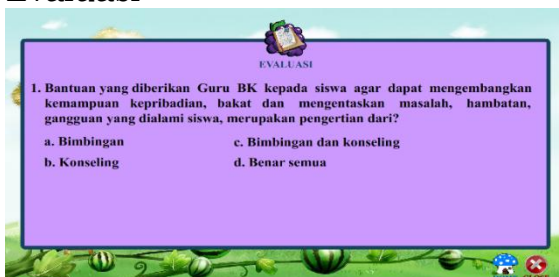 EVALUASI
1. Bantuan yang diberikan Guru BK kepada siswa agar dapat mengembangkan
kemampuan kepribadian, bakat dan mengentaskan masalah, hambatan,
gangguan yang dialami siswa, merupakan pengertian dari?
a. Bimbingan
c. Bimbingan dan konseling
b. Konseling
d. Benar semua